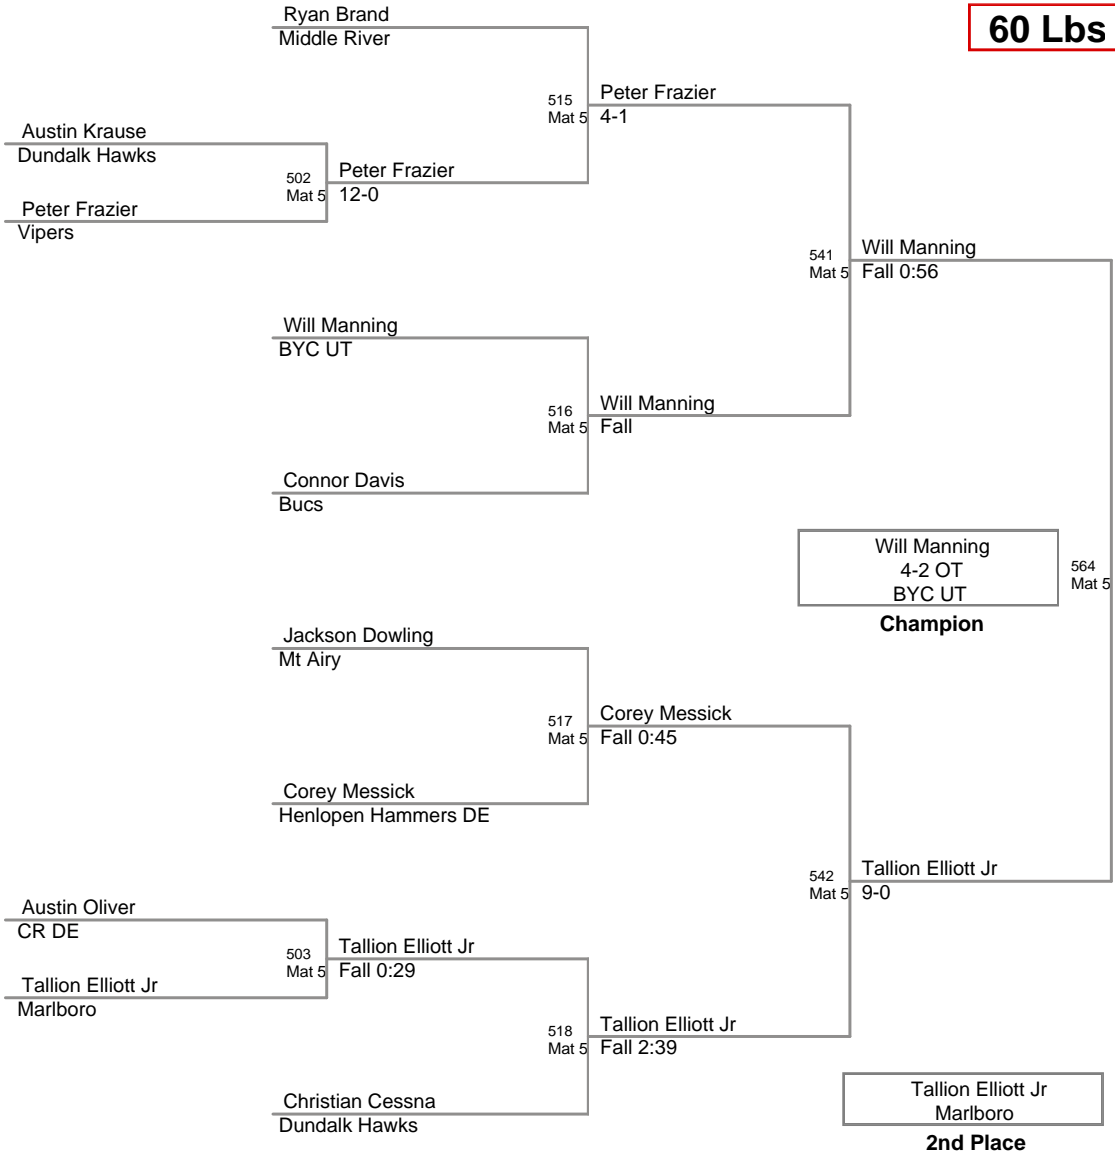 60 Lbs
Ryan Brand
Middle River
515
Mat 5
Peter Frazier
4-1
Austin Krause
Dundalk Hawks
502
Mat 5
Peter Frazier
12-0
Peter Frazier
Vipers
541
Mat 5
Will Manning
Fall 0:56
Will Manning
BYC UT
516
Mat 5
Will Manning
Fall
Connor Davis
Bucs
Will Manning
4-2 OT
BYC UT
Champion
564
Mat 5
Jackson Dowling
Mt Airy
517
Mat 5
Corey Messick
Fall 0:45
Corey Messick
Henlopen Hammers DE
542
Mat 5
Tallion Elliott Jr
9-0
Austin Oliver
CR DE
503
Mat 5
Tallion Elliott Jr
Fall 0:29
Tallion Elliott Jr
Marlboro
518
Mat 5
Tallion Elliott Jr
Fall 2:39
Christian Cessna
Dundalk Hawks
Tallion Elliott Jr
Marlboro
2nd Place